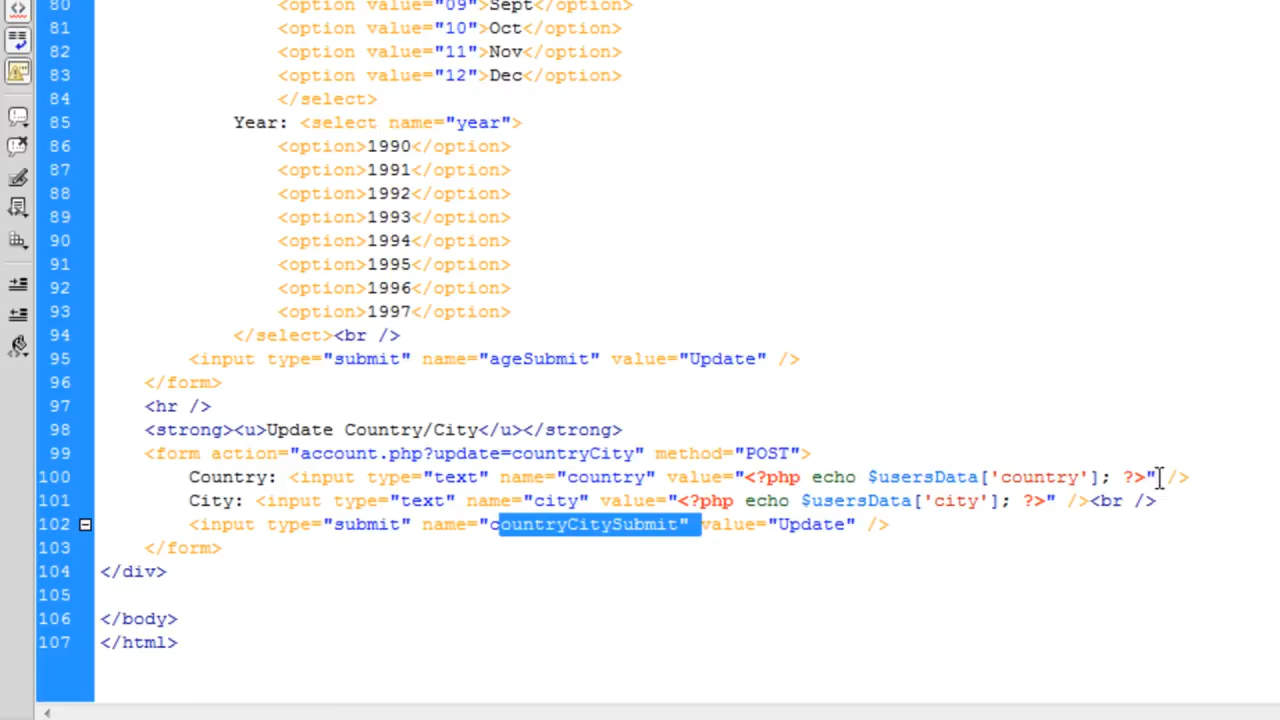 80 <option value="09">Sept</option>
81 <option value="10">Oct</option>
82 <option value="11">Nov</option>
83 <option value="12">Dec</option>
84 </select>
85 Year: <select name="year">
86 <option>1990</option>
87 <option>1991</option>
88 <option>1992</option>
89 <option>1993</option>
90 <option>1994</option>
91 <option>1995</option>
92 <option>1996</option>
93 <option>1997</option>
94 </select><br />
95 <input type="submit" name="ageSubmit" value="Update" />
96 </form>
97 <hr />
98 <strong><u>Update Country/City</u></strong>
99 <form action="account.php?update=countryCity" method="POST">
100 Country: <input type="text" name="country" value="<?php echo $usersData['country']; ?>" />
101 City: <input type="text" name="city" value="<?php echo $usersData['city']; ?>" /><br />
102 <input type="submit" name="countryCitySubmit" value="Update" />
103 </form>
104 </div>
105
106 </body>
107 </html>